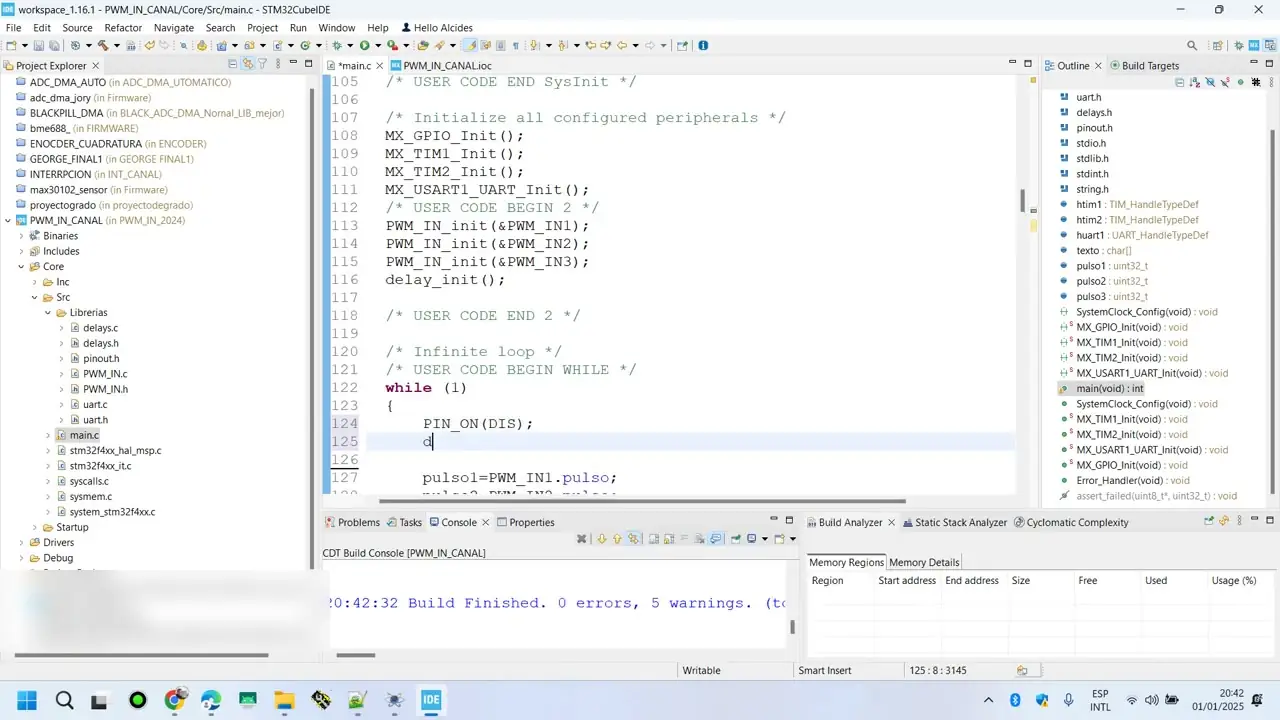 workspace_1.16.1 - PWM_IN_CANAL/Core/Src/main.c - STM32CubeIDE
File Edit Source Refactor Navigate Search Project Run Window Help Hello Alcides
Project Explorer
ADC_DMA_AUTO (in ADC_DMA_UTOMATICO)
adc_dma_jory (in Firmware)
BLACKPILL_DMA (in BLACK_ADC_DMA_Nornal_LIB_mejor)
bme688_ (in FIRMWARE)
ENOCDER_CUADRATURA (in ENCODER)
GEORGE_FINAL1 (in GEORGE FINAL1)
INTERRPCION (in INT_CANAL)
max30102_sensor (in Firmware)
proyectogrado (in proyectodegrado)
PWM_IN_CANAL (in PWM_IN_2024)
Binaries
Includes
Core
Inc
Src
Librerias
delays.c
delays.h
pinout.h
PWM_IN.c
PWM_IN.h
uart.c
uart.h
main.c
stm32f4xx_hal_msp.c
stm32f4xx_it.c
syscalls.c
sysmem.c
system_stm32f4xx.c
Startup
Drivers
Debug
*main.c PWM_IN_CANAL.ioc
105 /* USER CODE END SysInit */
106
107 /* Initialize all configured peripherals */
108 MX_GPIO_Init();
109 MX_TIM1_Init();
110 MX_TIM2_Init();
111 MX_USART1_UART_Init();
112 /* USER CODE BEGIN 2 */
113 PWM_IN_init(&PWM_IN1);
114 PWM_IN_init(&PWM_IN2);
115 PWM_IN_init(&PWM_IN3);
116 delay_init();
117
118 /* USER CODE END 2 */
119
120 /* Infinite loop */
121 /* USER CODE BEGIN WHILE */
122 while (1)
123 {
124 PIN_ON(DIS);
125 d
126
127 pulso1=PWM_IN1.pulso;
Outline Build Targets
uart.h
delays.h
pinout.h
stdio.h
stdlib.h
stdint.h
string.h
htim1 : TIM_HandleTypeDef
htim2 : TIM_HandleTypeDef
huart1 : UART_HandleTypeDef
texto : char[]
pulso1 : uint32_t
pulso2 : uint32_t
pulso3 : uint32_t
SystemClock_Config(void) : void
MX_GPIO_Init(void) : void
MX_TIM1_Init(void) : void
MX_TIM2_Init(void) : void
MX_USART1_UART_Init(void) : void
main(void) : int
SystemClock_Config(void) : void
MX_TIM1_Init(void) : void
MX_TIM2_Init(void) : void
MX_USART1_UART_Init(void) : void
MX_GPIO_Init(void) : void
Error_Handler(void) : void
assert_failed(uint8_t*, uint32_t) : void
Problems Tasks Console Properties
CDT Build Console [PWM_IN_CANAL]
20:42:32 Build Finished. 0 errors, 5 warnings. (to
Build Analyzer Static Stack Analyzer Cyclomatic Complexity
Memory Regions Memory Details
Region Start address End address Size Free Used Usage (%)
Writable Smart Insert 125 : 8 : 3145
IDE
ESP
INTL
20:42
01/01/2025